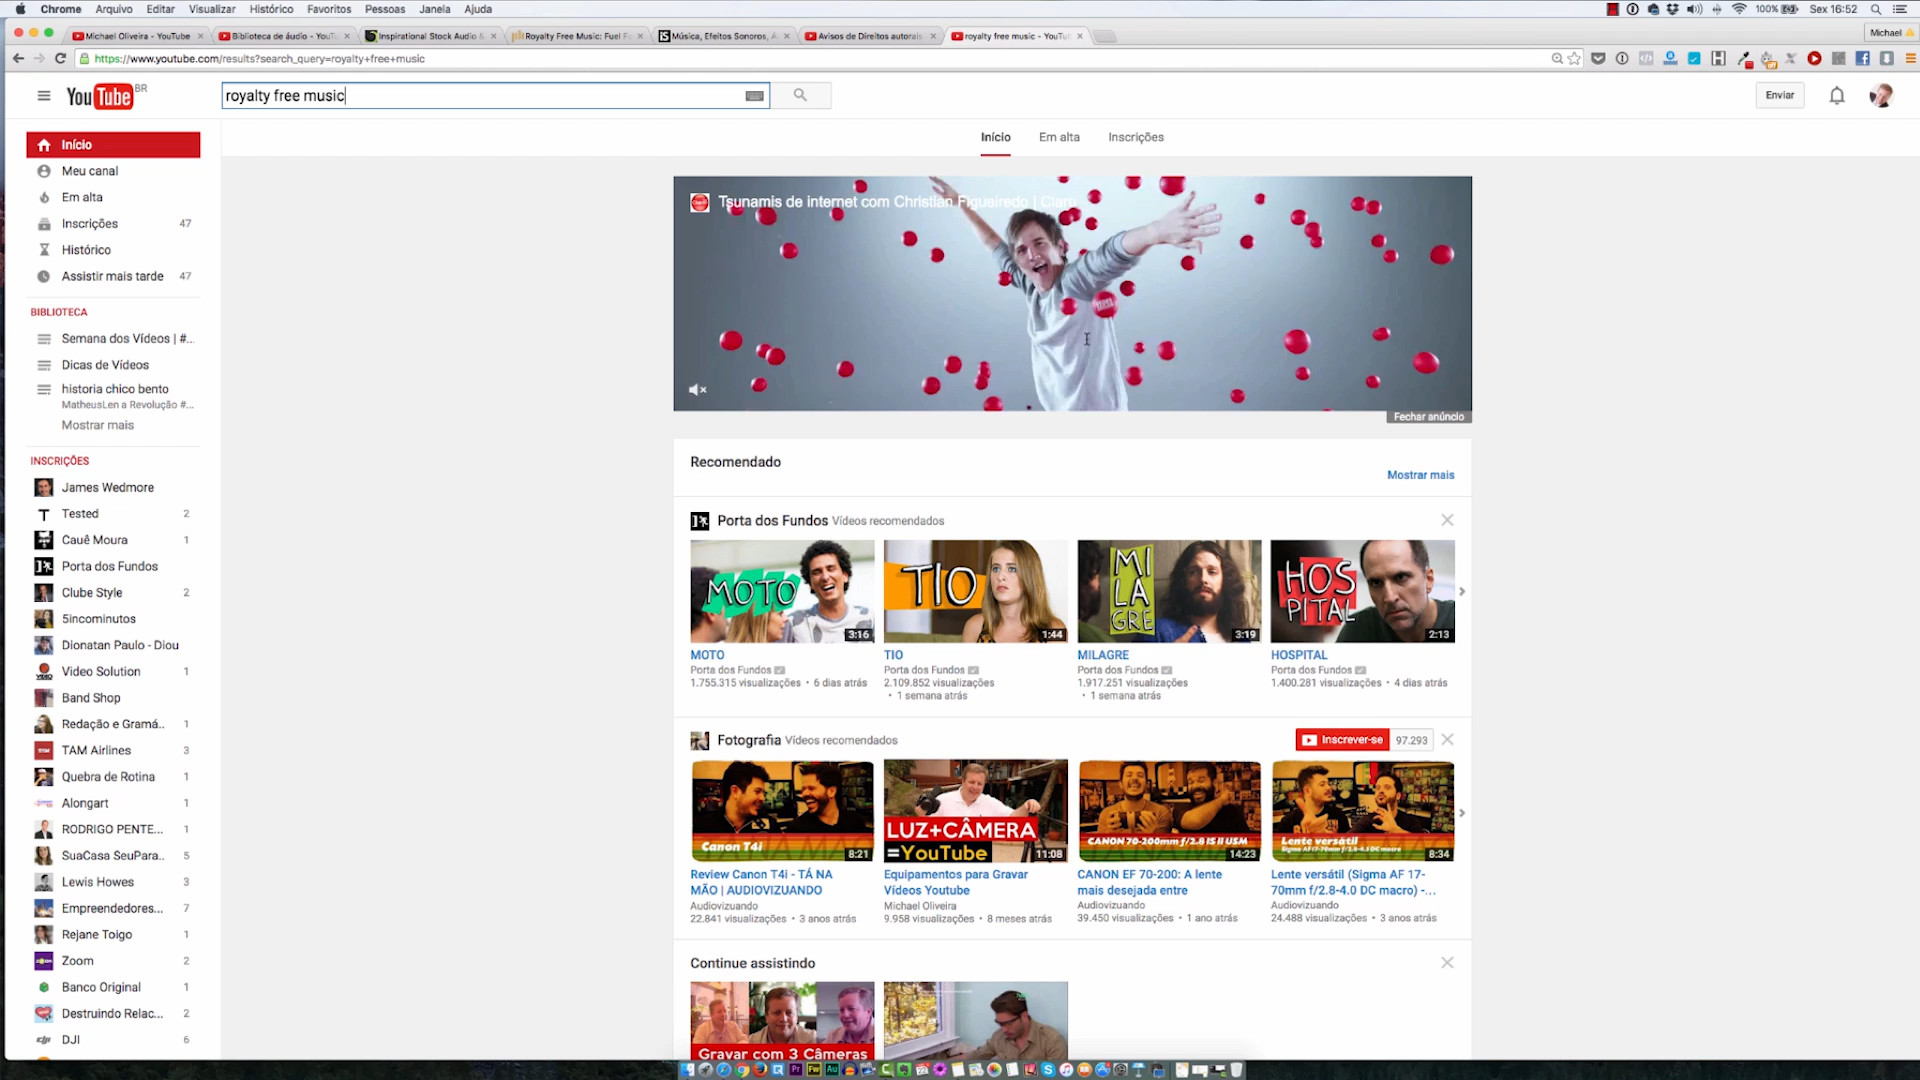 Chrome Arquivo Editar Visualizar Histórico Favoritos Pessoas Janela Ajuda
100% Sex 16:52
Michael Oliveira - YouTube
Biblioteca de áudio - YouTu
Inspirational Stock Audio &
Royalty Free Music: Fuel F
Música, Efeitos Sonoros,
Avisos de Direitos autorais
royalty free music - YouTu
Michael
https://www.youtube.com/results?search_query=royalty+free+music
YouTube BR
royalty free music
Enviar
Início
Em alta
Inscrições
Início
Meu canal
Em alta
Inscrições 47
Histórico
Assistir mais tarde 47
BIBLIOTECA
Semana dos Vídeos | #...
Dicas de Vídeos
historia chico bento
MatheusLen a Revolução #...
Mostrar mais
INSCRIÇÕES
James Wedmore
Tested 2
Cauê Moura 1
Porta dos Fundos
Clube Style 2
5incominutos
Dionatan Paulo - Diou
Video Solution 1
Band Shop
Redação e Gramá.. 1
TAM Airlines 3
Quebra de Rotina 1
Alongart 1
RODRIGO PENTE... 1
SuaCasa SeuPara.. 5
Lewis Howes 3
Empreendedores... 7
Rejane Toigo 1
Zoom 2
Banco Original 1
Destruindo Relac... 2
DJI 6
Tsunamis de internet com Christian Figueiredo | Claro
Fechar anúncio
Recomendado
Mostrar mais
Porta dos Fundos Vídeos recomendados
MOTO
3:16
TIO
1:44
MI
LA
GRE
3:19
HOS
PITAL
2:13
MOTO
Porta dos Fundos
1.755.315 visualizações • 6 dias atrás
TIO
Porta dos Fundos
2.109.852 visualizações
• 1 semana atrás
MILAGRE
Porta dos Fundos
1.917.251 visualizações
• 1 semana atrás
HOSPITAL
Porta dos Fundos
1.400.281 visualizações • 4 dias atrás
Fotografia Vídeos recomendados
Inscrever-se 97.293
Canon T4i
8:21
LUZ+CÂMERA
=YouTube
11:08
CANON 70-200mm f/2.8 IS II USM
14:23
Lente versátil
Sigma AF17-70mm f/2.8-4.5 DC macro
8:34
Review Canon T4i - TÁ NA
MÃO | AUDIOVIZUANDO
Audiovizuando
22.841 visualizações • 3 anos atrás
Equipamentos para Gravar
Vídeos Youtube
Michael Oliveira
9.958 visualizações • 8 meses atrás
CANON EF 70-200: A lente
mais desejada entre
Audiovizuando
39.450 visualizações • 1 ano atrás
Lente versátil (Sigma AF 17-
70mm f/2.8-4.0 DC macro) -...
Audiovizuando
24.488 visualizações • 3 anos atrás
Continue assistindo
Gravar com 3 Câmeras